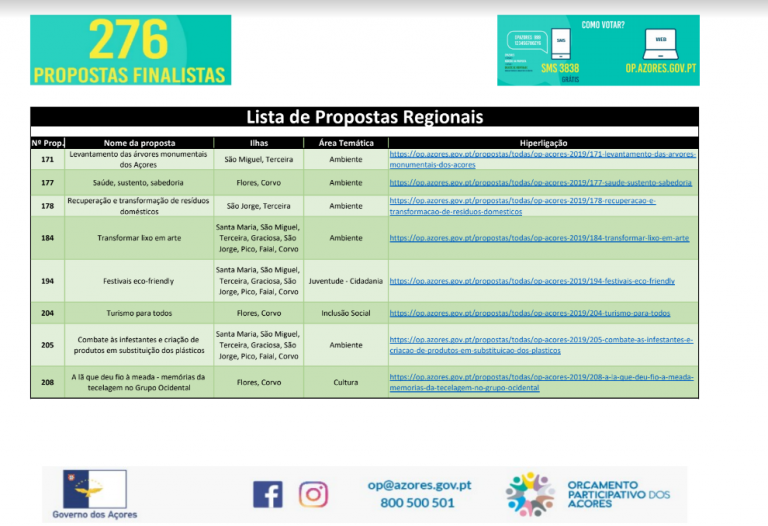 276
PROPOSTAS FINALISTAS
COMO VOTAR?
SMS
WEB
SMS 3838
GRÁTIS
OP.AZORES.GOV.PT
Lista de Propostas Regionais
Nº Prop. Nome da proposta Ilhas Área Temática Hiperligação
171 Levantamento das árvores monumentais dos Açores São Miguel, Terceira Ambiente https://op.azores.gov.pt/propostas/todas/op-acores-2019/171-levantamento-das-arvores-monumentais-dos-acores
177 Saúde, sustento, sabedoria Flores, Corvo Ambiente https://op.azores.gov.pt/propostas/todas/op-acores-2019/177-saude-sustento-sabedoria
178 Recuperação e transformação de resíduos domésticos São Jorge, Terceira Ambiente https://op.azores.gov.pt/propostas/todas/op-acores-2019/178-recuperacao-e-transformacao-de-residuos-domesticos
184 Transformar lixo em arte Santa Maria, São Miguel, Terceira, Graciosa, São Jorge, Pico, Faial, Corvo Ambiente https://op.azores.gov.pt/propostas/todas/op-acores-2019/184-transformar-lixo-em-arte
194 Festivais eco-friendly Santa Maria, São Miguel, Terceira, Graciosa, São Jorge, Pico, Faial, Corvo Juventude - Cidadania https://op.azores.gov.pt/propostas/todas/op-acores-2019/194-festivais-eco-friendly
204 Turismo para todos Flores, Corvo Inclusão Social https://op.azores.gov.pt/propostas/todas/op-acores-2019/204-turismo-para-todos
205 Combate às infestantes e criação de produtos em substituição dos plásticos Santa Maria, São Miguel, Terceira, Graciosa, São Jorge, Pico, Faial, Corvo Ambiente https://op.azores.gov.pt/propostas/todas/op-acores-2019/205-combate-as-infestantes-e-criacao-de-produtos-em-substituicao-dos-plasticos
208 A lã que deu fio à meada - memórias da tecelagem no Grupo Ocidental Flores, Corvo Cultura https://op.azores.gov.pt/propostas/todas/op-acores-2019/208-a-la-que-deu-fio-a-meada-memorias-da-tecelagem-no-grupo-ocidental
Governo dos Açores
op@azores.gov.pt
800 500 501
ORÇAMENTO
PARTICIPATIVO DOS
AÇORES